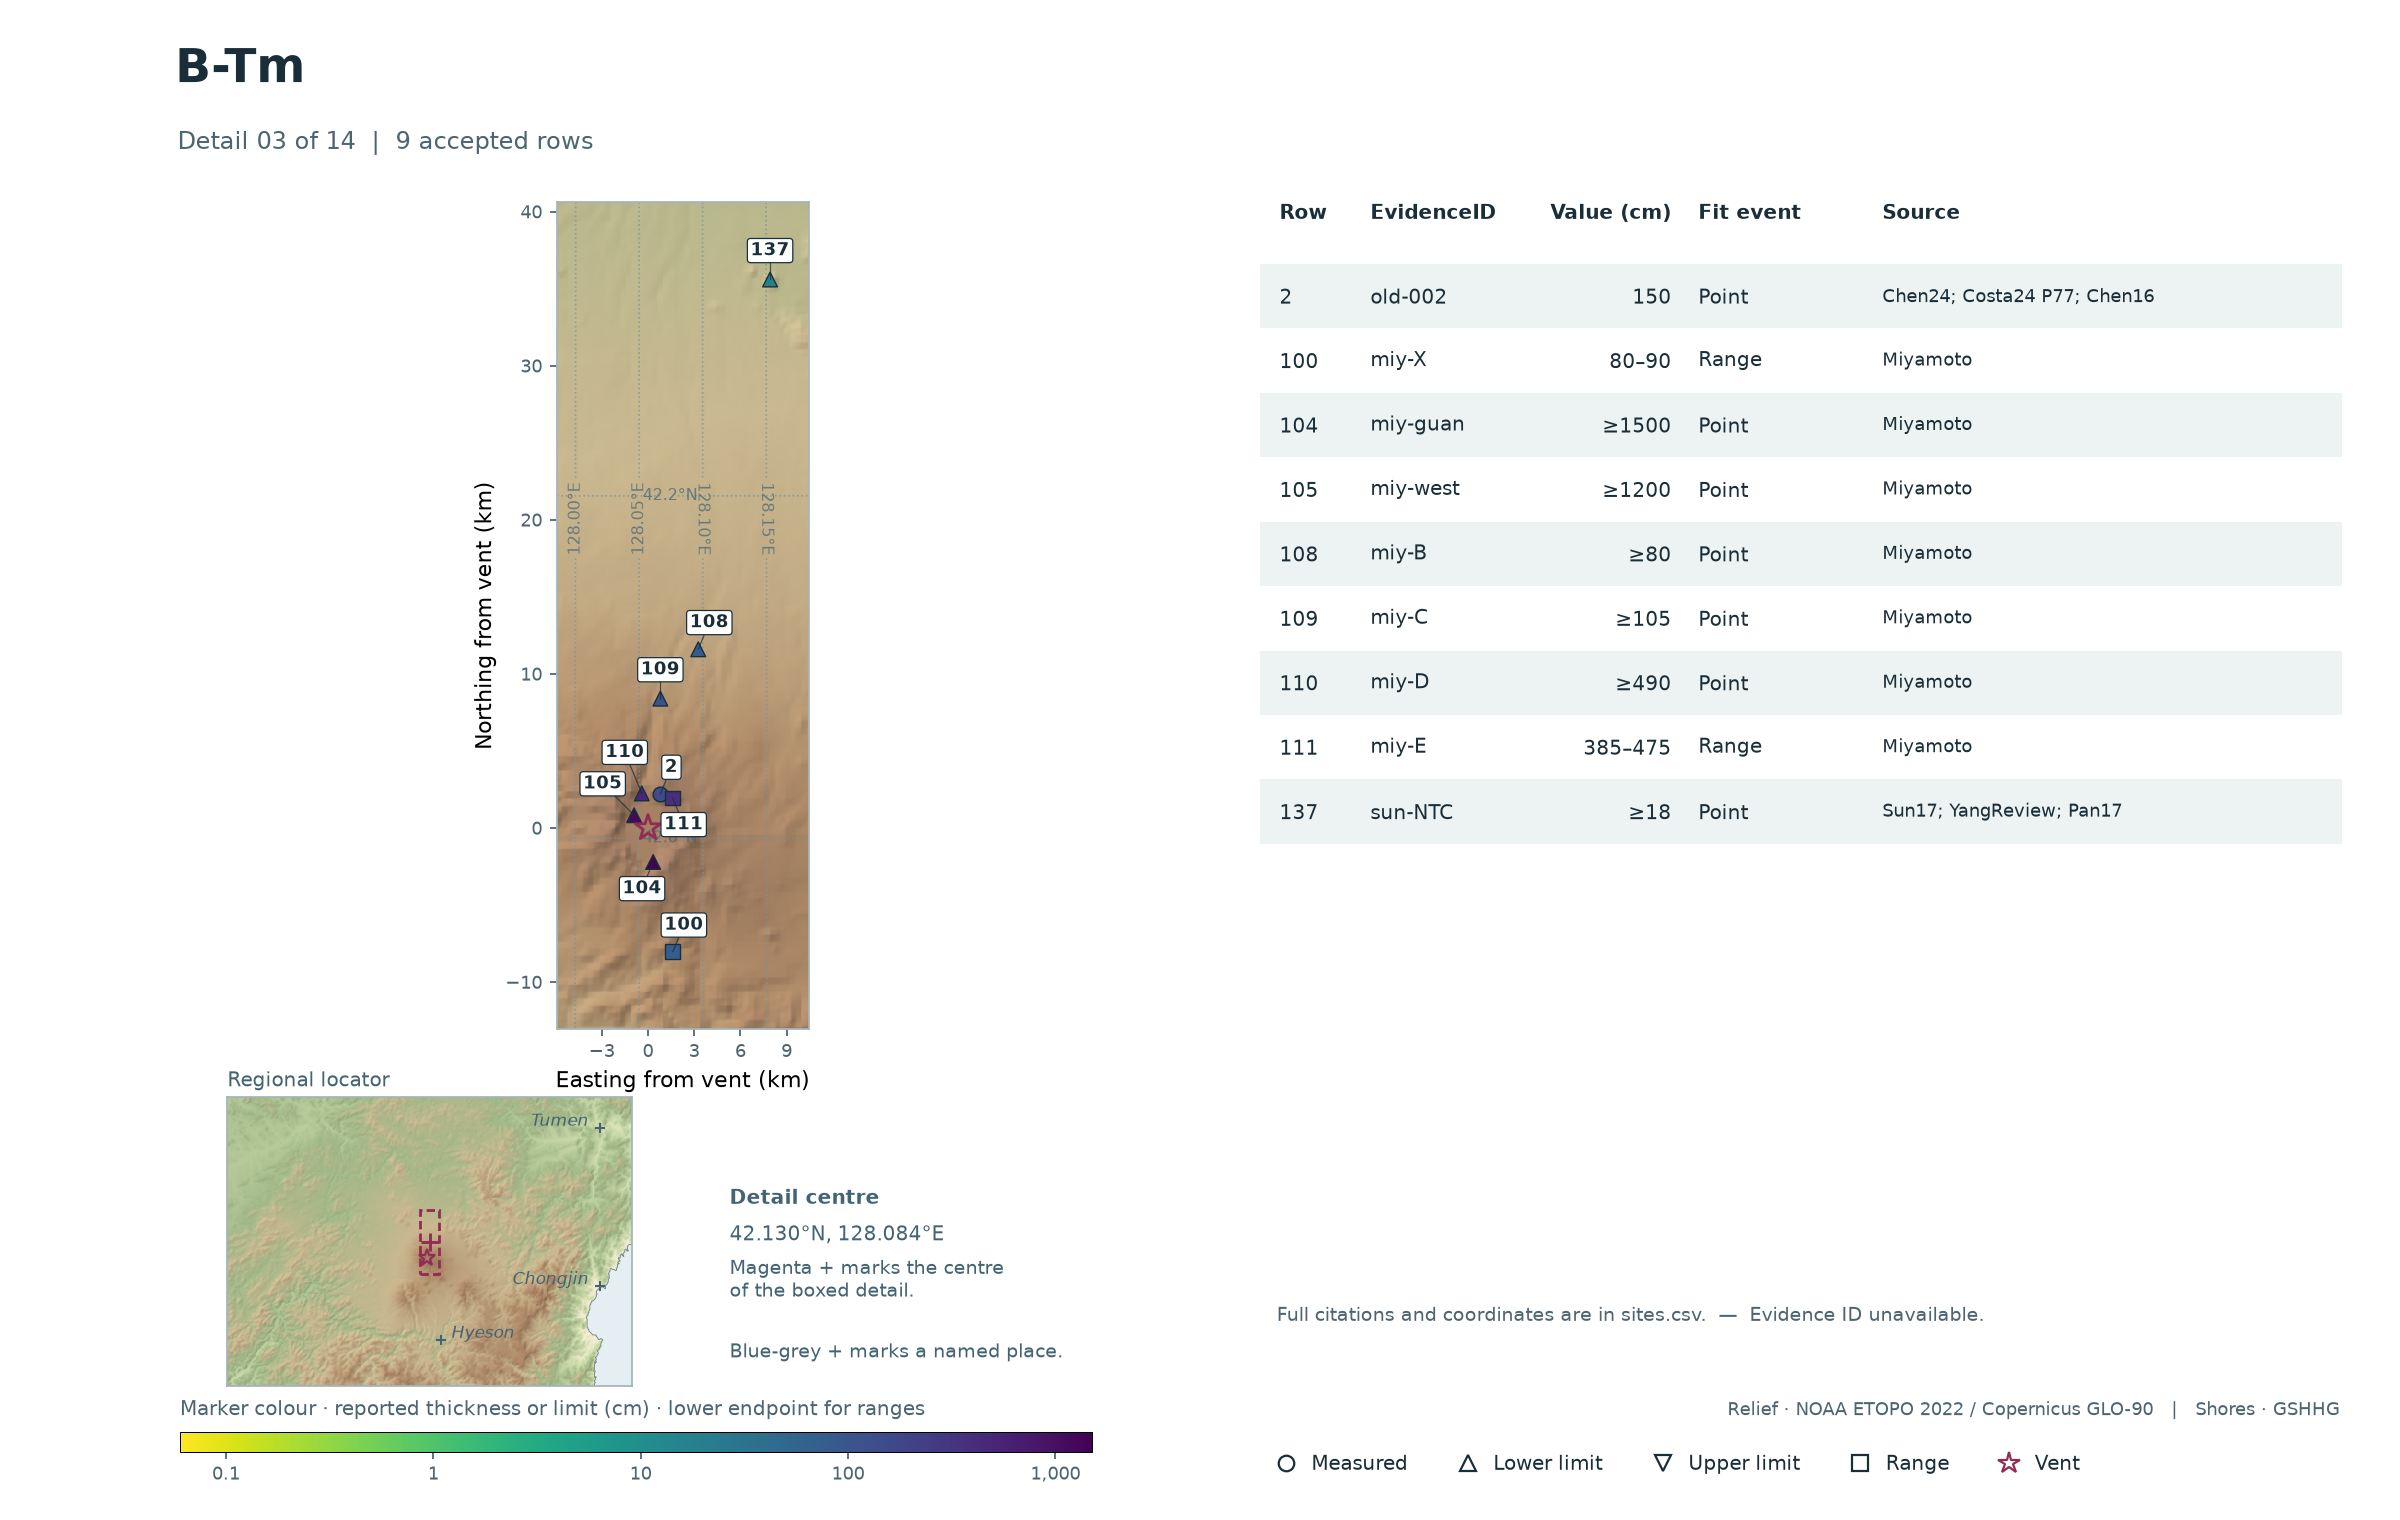 B-Tm
Detail 03 of 14 | 9 accepted rows
40
30
20
10
0
−10
Northing from vent (km)
137
128.00°E
128.05°E
42.2°N
128.10°E
128.15°E
108
109
110
2
105
111
104
100
−3 0 3 6 9
Easting from vent (km)
Row EvidenceID Value (cm) Fit event Source
2 old-002 150 Point Chen24; Costa24 P77; Chen16
100 miy-X 80–90 Range Miyamoto
104 miy-guan ≥1500 Point Miyamoto
105 miy-west ≥1200 Point Miyamoto
108 miy-B ≥80 Point Miyamoto
109 miy-C ≥105 Point Miyamoto
110 miy-D ≥490 Point Miyamoto
111 miy-E 385–475 Range Miyamoto
137 sun-NTC ≥18 Point Sun17; YangReview; Pan17
Regional locator
Tumen
Chongjin
Hyeson
Detail centre
42.130°N, 128.084°E
Magenta + marks the centre
of the boxed detail.
Blue-grey + marks a named place.
Full citations and coordinates are in sites.csv. — Evidence ID unavailable.
Marker colour · reported thickness or limit (cm) · lower endpoint for ranges
0.1 1 10 100 1,000
Relief · NOAA ETOPO 2022 / Copernicus GLO-90 | Shores · GSHHG
Measured Lower limit Upper limit Range Vent